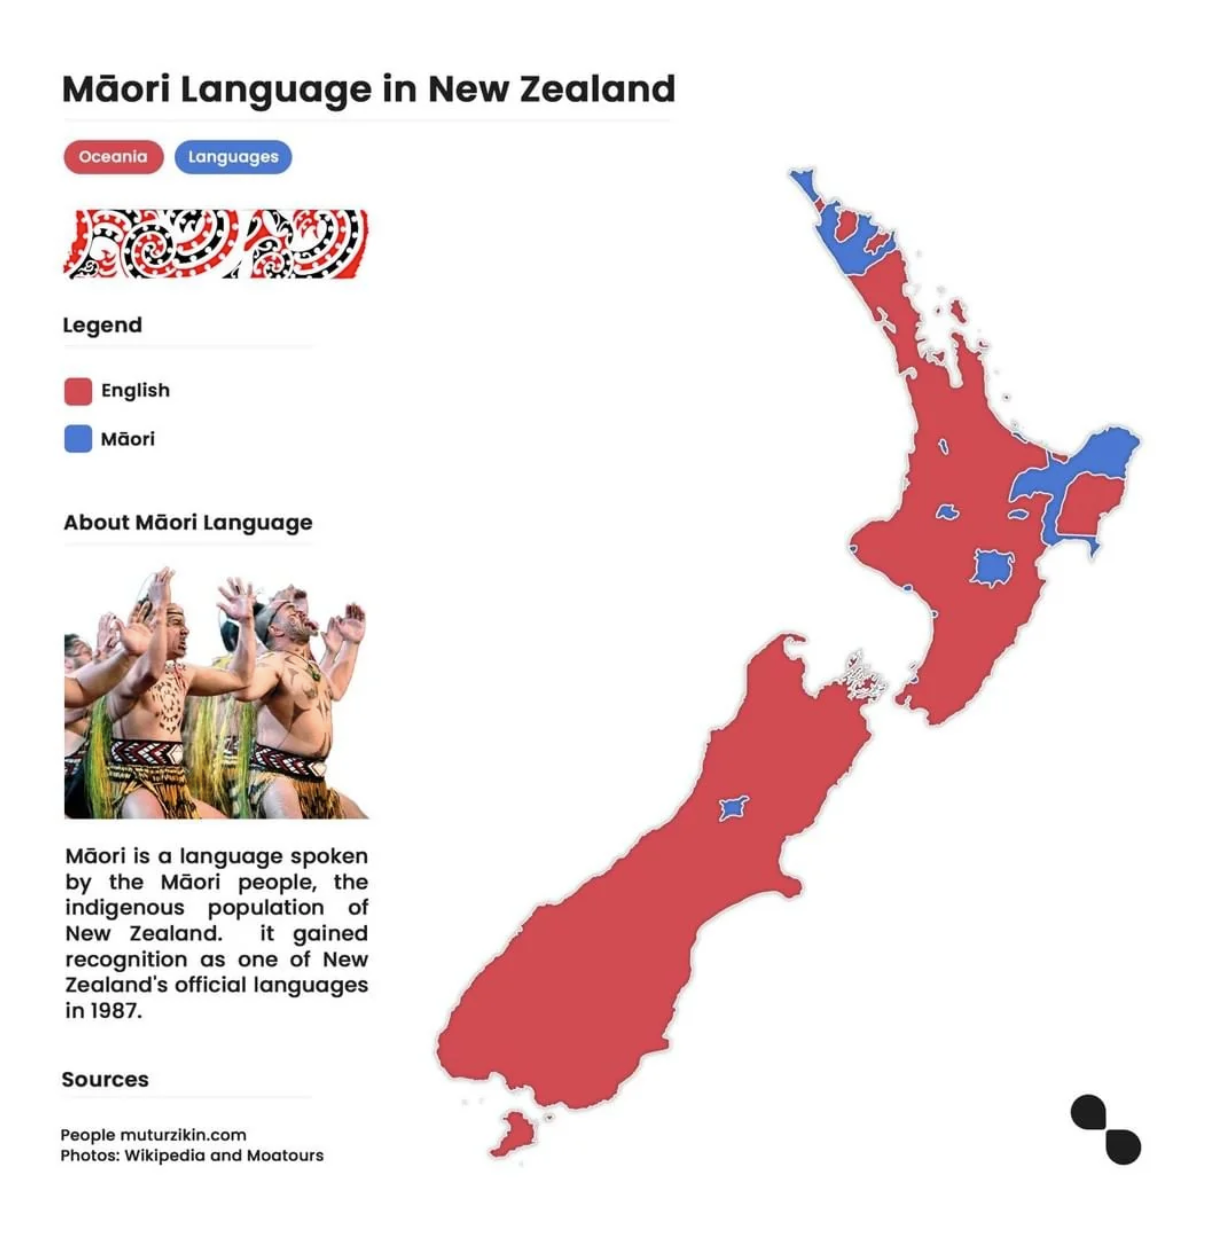 Māori Language in New Zealand
Oceania
Languages
Legend
English
Māori
About Māori Language
Māori is a language spoken
by the Māori people, the
indigenous population of
New Zealand. it gained
recognition as one of New
Zealand's official languages
in 1987.
Sources
People muturzikin.com
Photos: Wikipedia and Moatours